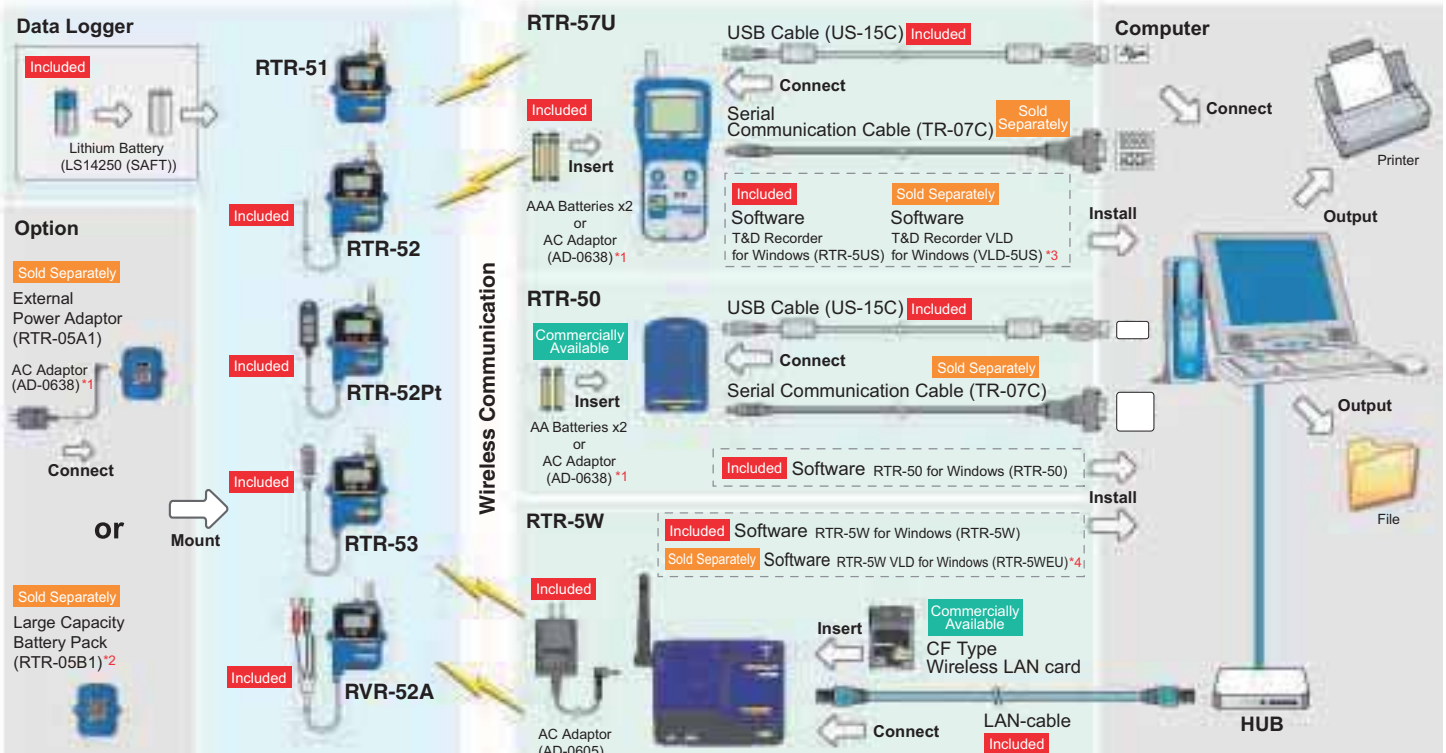 Data Logger
Included
Lithium Battery
(LS14250 (SAFT))
Option
Sold Separately
External
Power Adaptor
(RTR-05A1)
AC Adaptor
(AD-0638) *1
Connect
or
Mount
Sold Separately
Large Capacity
Battery Pack
(RTR-05B1) *2
RTR-51
Included
RTR-52
Included
RTR-52Pt
Included
RTR-53
Included
RVR-52A
Wireless Communication
RTR-57U
Included
Insert
AAA Batteries x2
or
AC Adaptor
(AD-0638) *1
USB Cable (US-15C) Included
Connect
Serial
Communication Cable (TR-07C)
Sold
Separately
Included
Software
T&D Recorder
for Windows (RTR-5US)
Sold Separately
Software
T&D Recorder VLD
for Windows (VLD-5US) *3
Install
RTR-50
Commercially
Available
Insert
AA Batteries x2
or
AC Adaptor
(AD-0638) *1
USB Cable (US-15C) Included
Connect
Sold Separately
Serial Communication Cable (TR-07C)
Included Software RTR-50 for Windows (RTR-50)
Install
RTR-5W
Included Software RTR-5W for Windows (RTR-5W)
Sold Separately Software RTR-5W VLD for Windows (RTR-5WEU) *4
Included
AC Adaptor
(AD-0605)
Insert
Commercially
Available
CF Type
Wireless LAN card
Connect
LAN-cable
Included
Computer
Connect
Printer
Output
Output
File
HUB